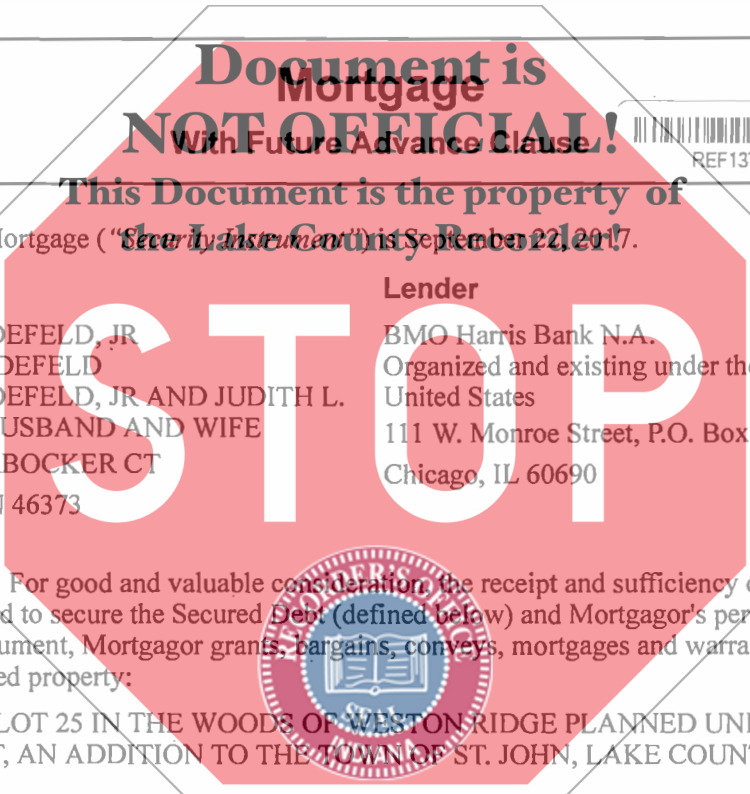 Document is
Mortgage
NOT OFFICIAL!
With Future Advance Clause
REF137
This Document is the property of
the Lake County Recorder!
Mortgage ("Security Instrument") is September 22, 2017.
Lender
DEFELD, JR
BMO Harris Bank N.A.
DEFELD
Organized and existing under the
DEFELD, JR AND JUDITH L.
United States
USBAND AND WIFE
111 W. Monroe Street, P.O. Box
BOCKER CT
Chicago, IL 60690
46373
STOP
For good and valuable consideration, the receipt and sufficiency
d to secure the Secured Debt (defined below) and Mortgagor's per
ument, Mortgagor grants, bargains, conveys, mortgages and warra
ed property:
RECORDER'S OFFICE
SEAL
LOT 25 IN THE WOODS OF WESTON RIDGE PLANNED UNI
, AN ADDITION TO THE TOWN OF ST. JOHN, LAKE COUN